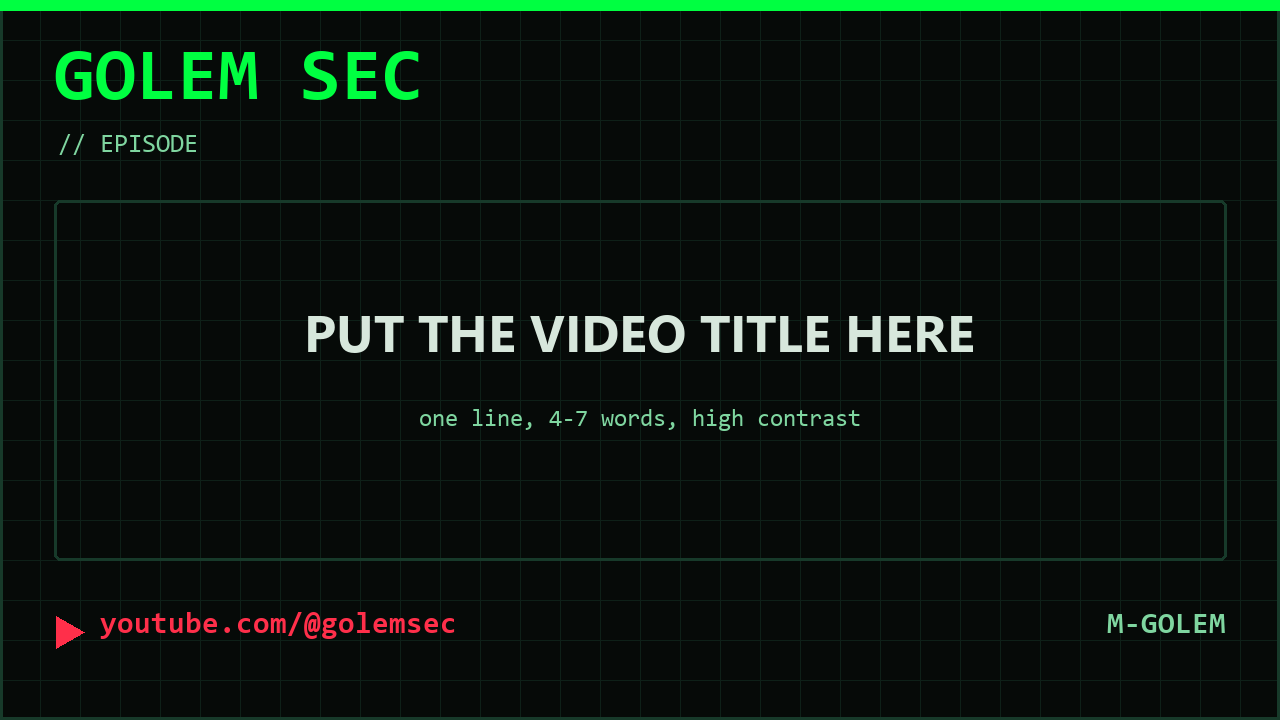 GOLEM SEC
// EPISODE
PUT THE VIDEO TITLE HERE
one line, 4-7 words, high contrast
youtube.com/@golemsec
M-GOLEM